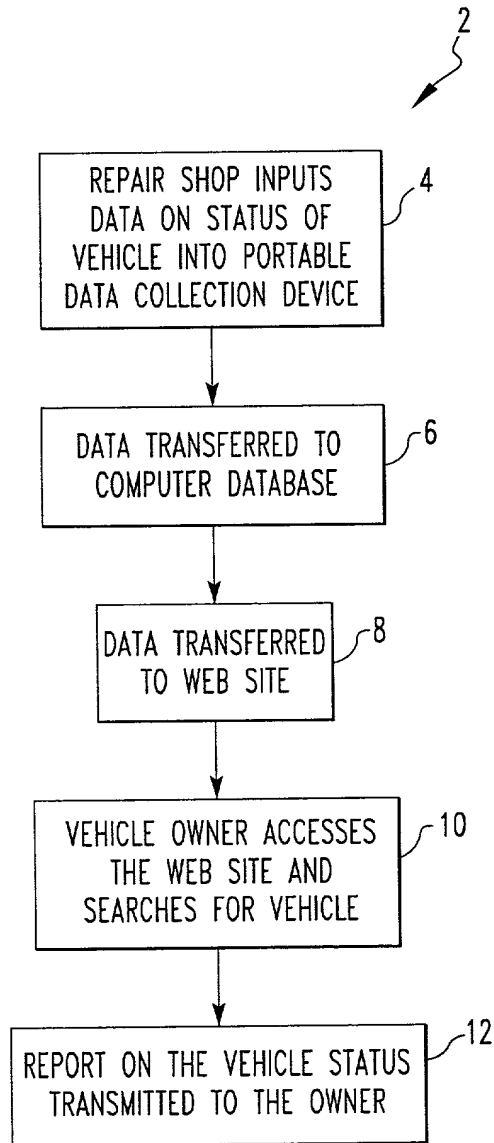 2
REPAIR SHOP INPUTS
DATA ON STATUS OF
VEHICLE INTO PORTABLE
DATA COLLECTION DEVICE
4
DATA TRANSFERRED TO
COMPUTER DATABASE
6
DATA TRANSFERRED
TO WEB SITE
8
VEHICLE OWNER ACCESSES
THE WEB SITE AND
SEARCHES FOR VEHICLE
10
REPORT ON THE VEHICLE STATUS
TRANSMITTED TO THE OWNER
12